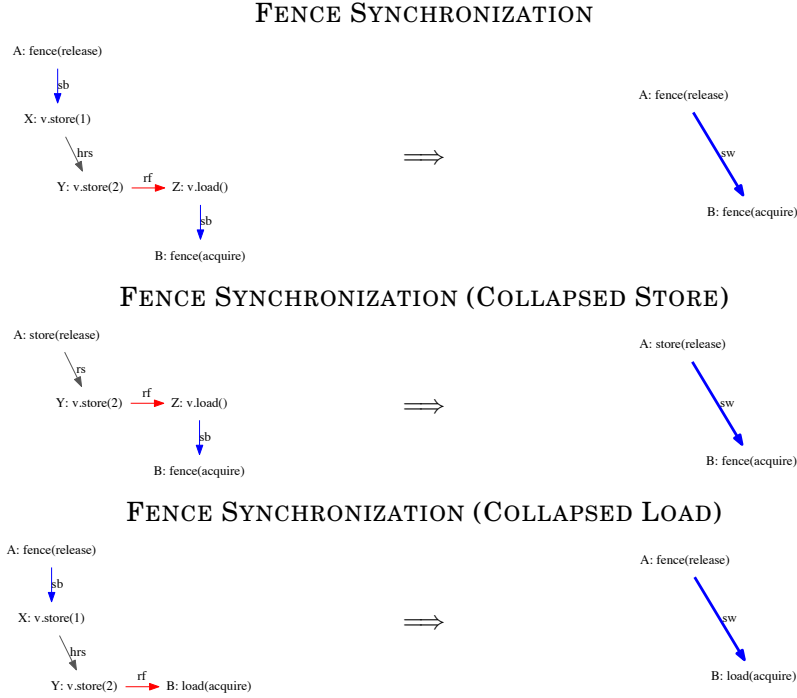 FENCE SYNCHRONIZATION
A: fence(release)
sb
X: v.store(1)
hrs
Y: v.store(2) rf Z: v.load()
sb
B: fence(acquire)
⟹
A: fence(release)
sw
B: fence(acquire)
FENCE SYNCHRONIZATION (COLLAPSED STORE)
A: store(release)
rs
Y: v.store(2) rf Z: v.load()
sb
B: fence(acquire)
⟹
A: store(release)
sw
B: fence(acquire)
FENCE SYNCHRONIZATION (COLLAPSED LOAD)
A: fence(release)
sb
X: v.store(1)
hrs
Y: v.store(2) rf B: load(acquire)
⟹
A: fence(release)
sw
B: load(acquire)